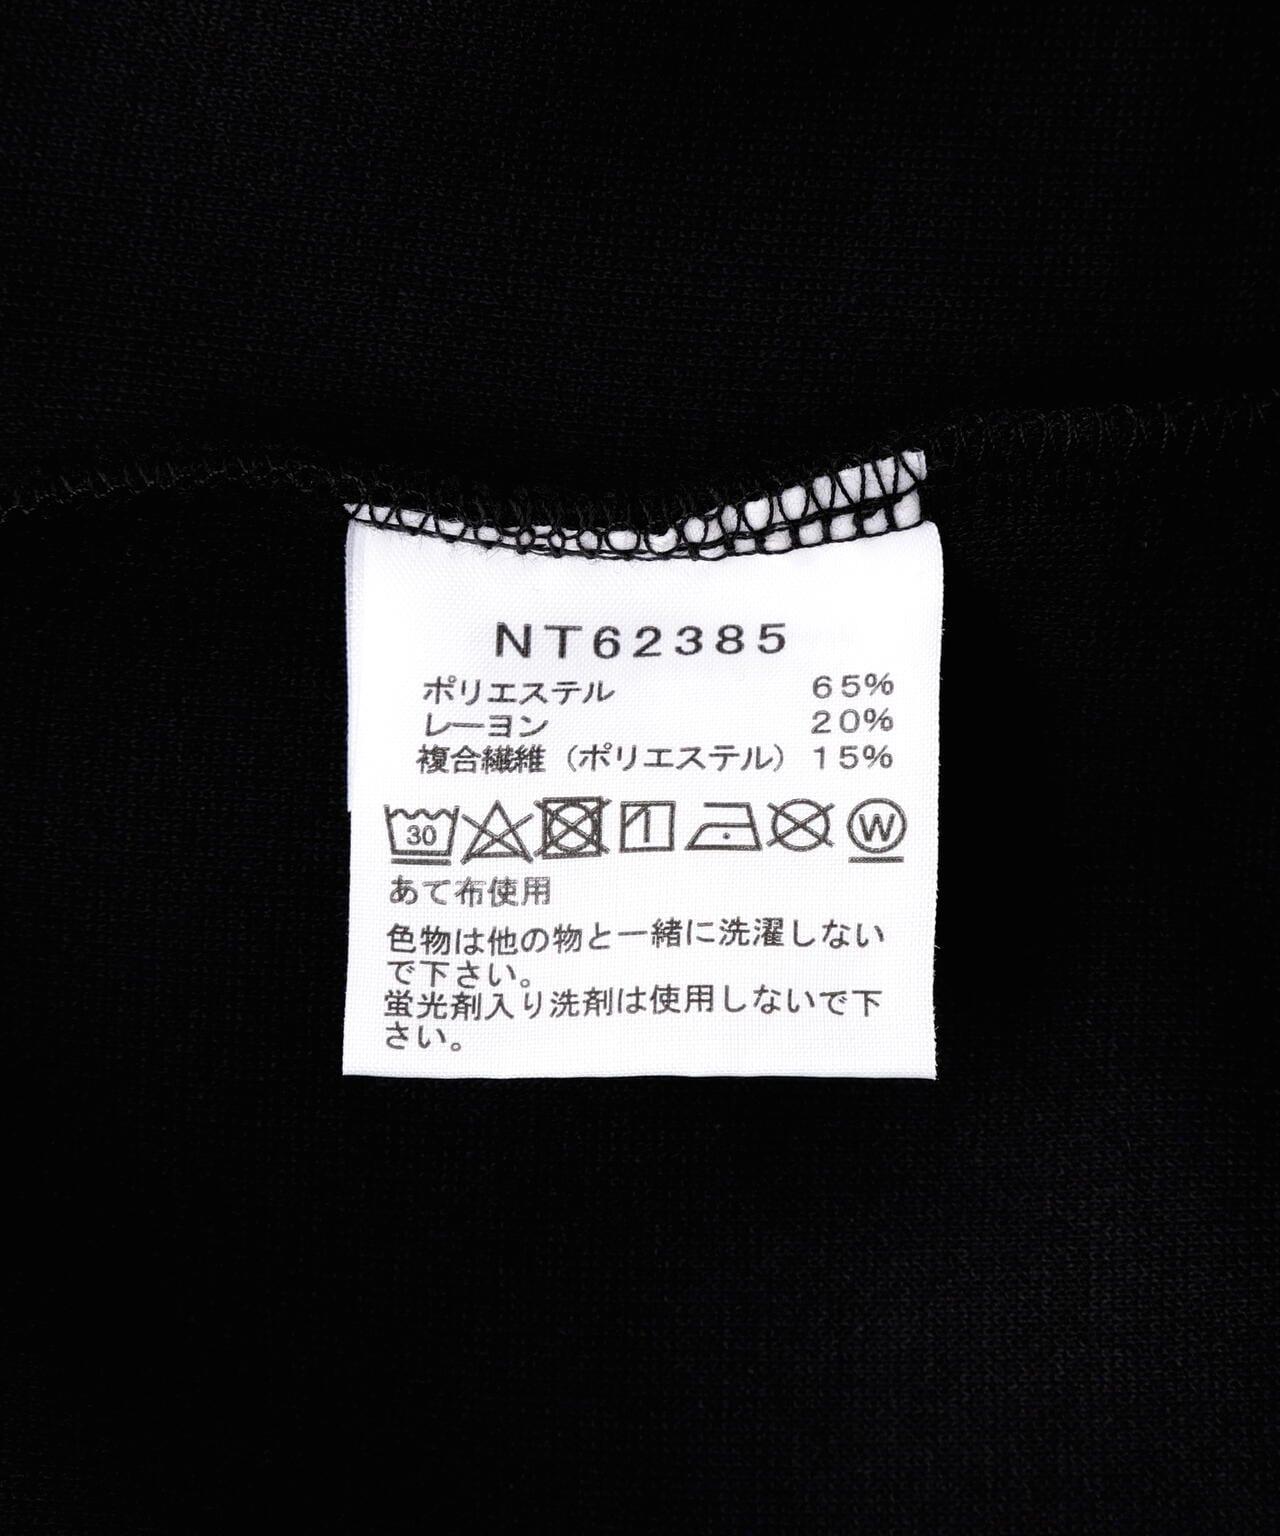 NT62385
ポリエステル 65%
レーヨン 20%
複合繊維（ポリエステル）15%
30 W
あて布使用
色物は他の物と一緒に洗濯しない
で下さい。
蛍光剤入り洗剤は使用しないで下
さい。